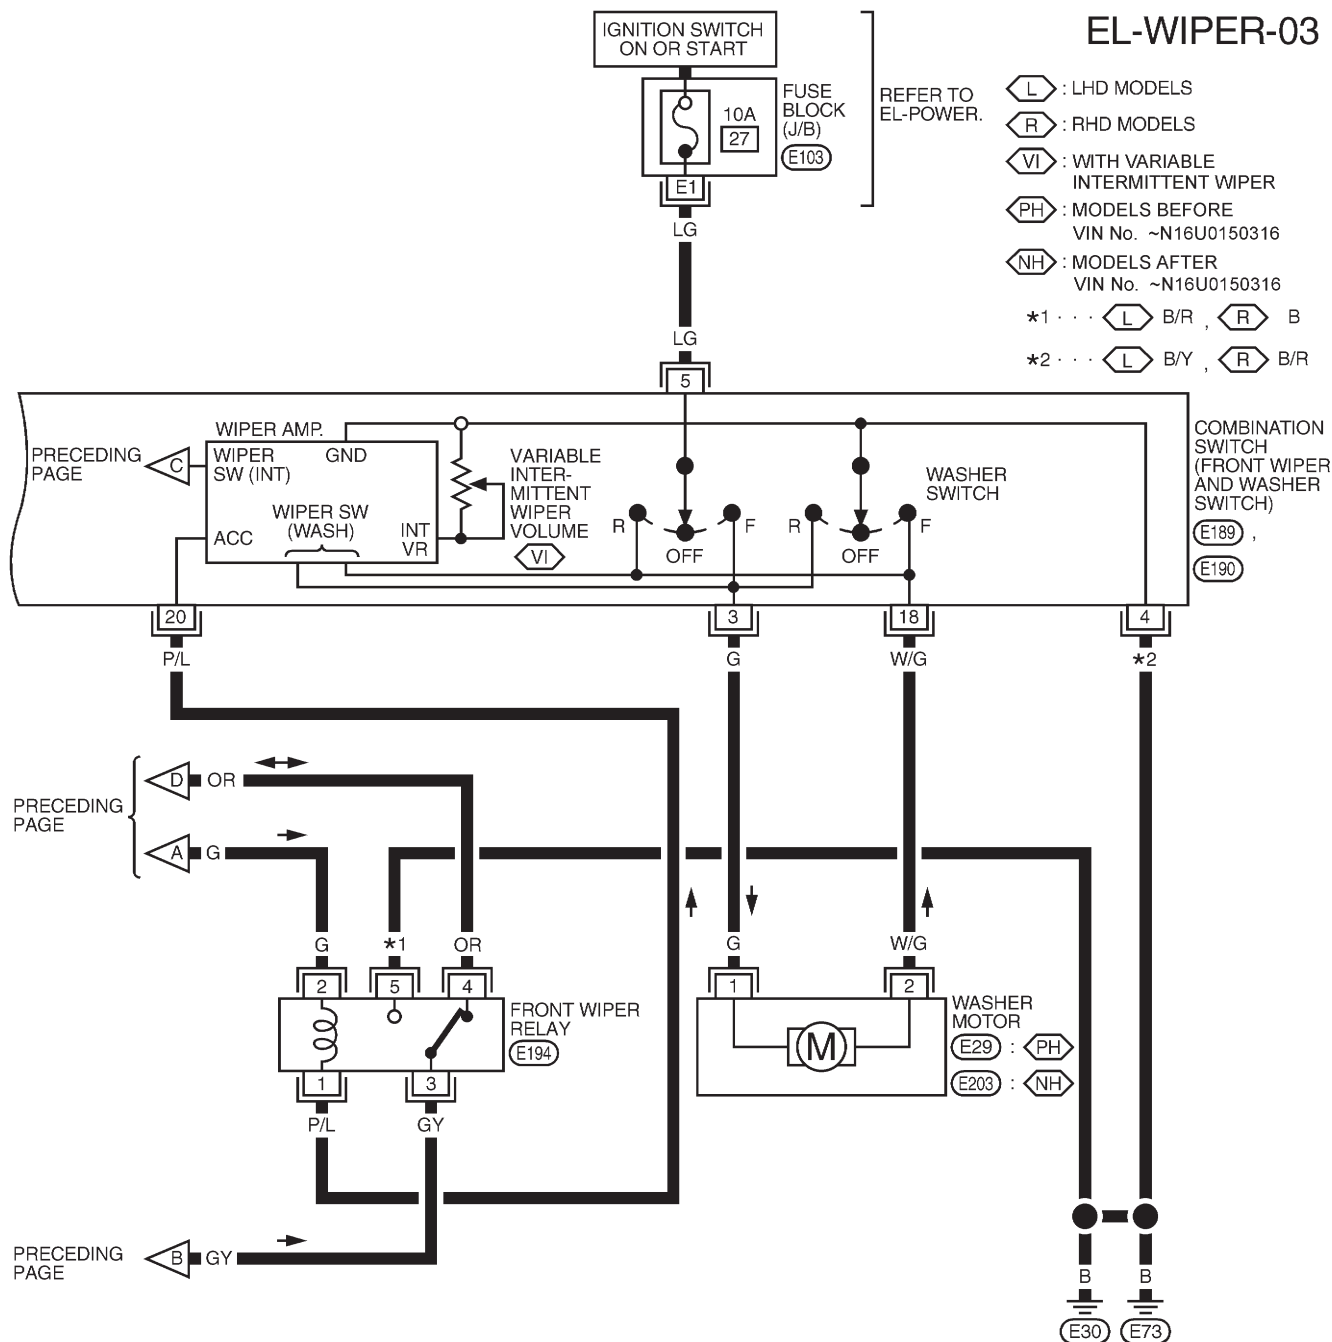 EL-WIPER-03
IGNITION SWITCH
ON OR START
FUSE
BLOCK
(J/B)
E103
10A
27
REFER TO
EL-POWER.
E1
LG
LG
5
L : LHD MODELS
R : RHD MODELS
VI : WITH VARIABLE
INTERMITTENT WIPER
PH : MODELS BEFORE
VIN No. ~N16U0150316
NH : MODELS AFTER
VIN No. ~N16U0150316
*1 · · · L B/R , R B
*2 · · · L B/Y , R B/R
PRECEDING
PAGE
C
WIPER AMP.
WIPER
SW (INT)
GND
WIPER SW
(WASH)
ACC
INT
VR
VARIABLE
INTER-
MITTENT
WIPER
VOLUME
VI
R
OFF
F
R
OFF
F
WASHER
SWITCH
COMBINATION
SWITCH
(FRONT WIPER
AND WASHER
SWITCH)
E189 ,
E190
20
3
18
4
P/L
G
W/G
*2
PRECEDING
PAGE
D OR
A G
G
*1
OR
G
W/G
2
5
4
1
2
FRONT WIPER
RELAY
E194
WASHER
MOTOR
E29 : PH
E203 : NH
M
1
3
P/L
GY
PRECEDING
PAGE
B GY
B
B
E30
E73